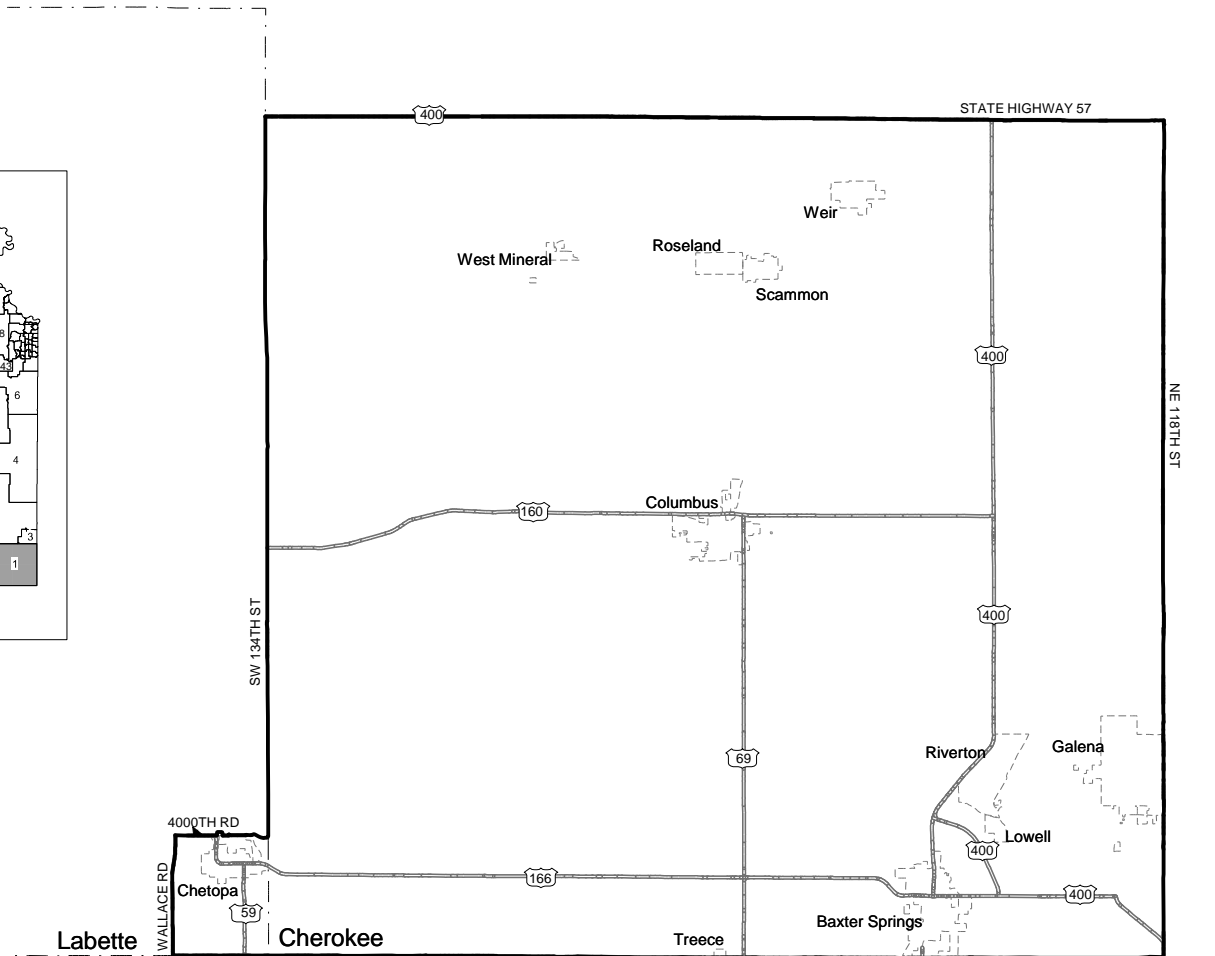 STATE HIGHWAY 57
400
Weir
Roseland
West Mineral
Scammon
8
400
43
6
NE 118TH ST
4
Columbus
160
3
1
400
SW 134TH ST
Riverton
Galena
69
4000TH RD
Lowell
400
166
Chetopa
400
WALLACE RD
59
Baxter Springs
Labette
Cherokee
Treece